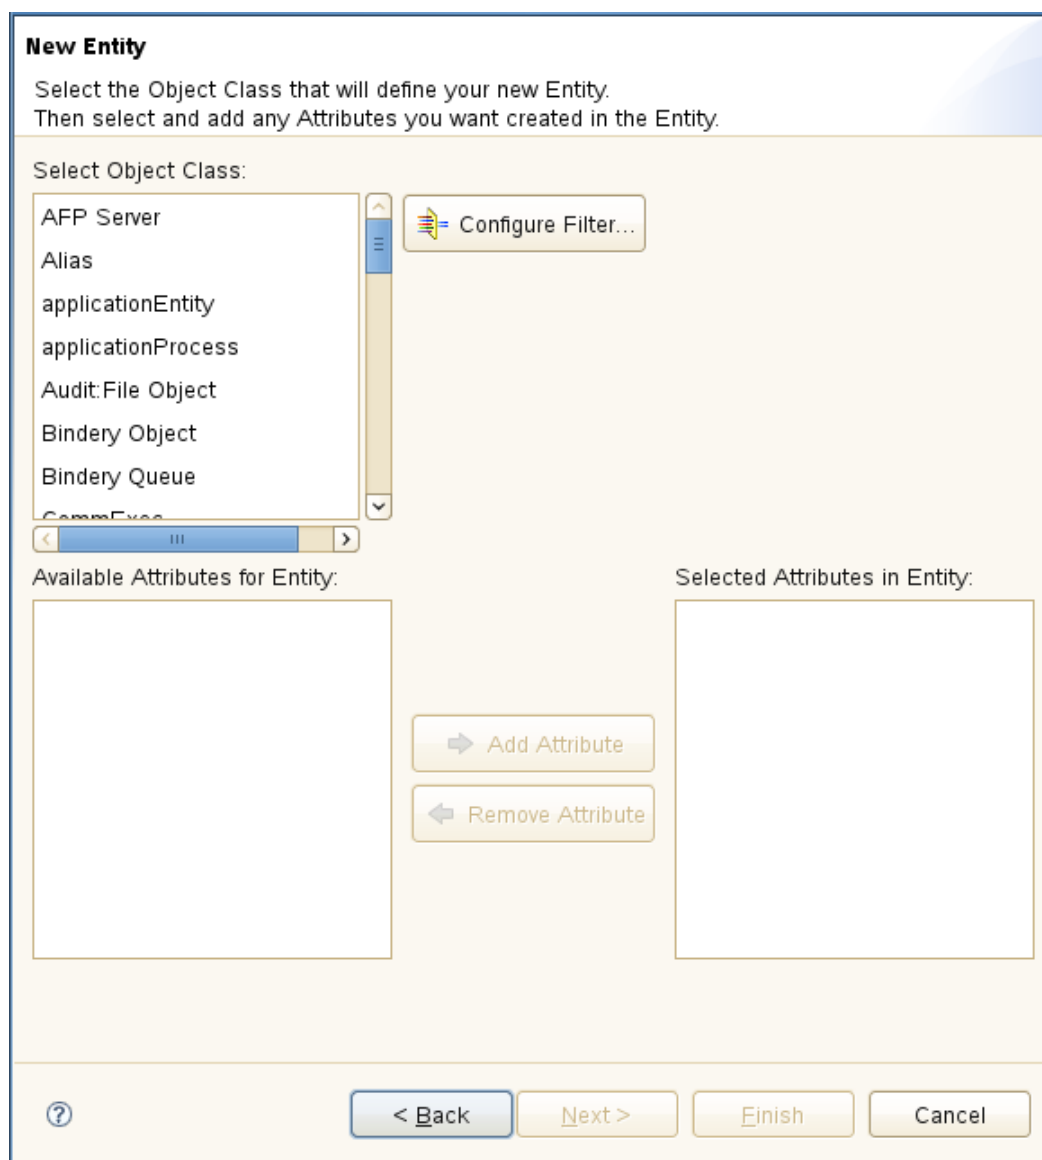 New Entity
Select the Object Class that will define your new Entity.
Then select and add any Attributes you want created in the Entity.
Select Object Class:
AFP Server
Configure Filter...
Alias
applicationEntity
applicationProcess
Audit:File Object
Bindery Object
Bindery Queue
CommExec
Available Attributes for Entity:
Selected Attributes in Entity:
Add Attribute
Remove Attribute
< Back
Next >
Finish
Cancel